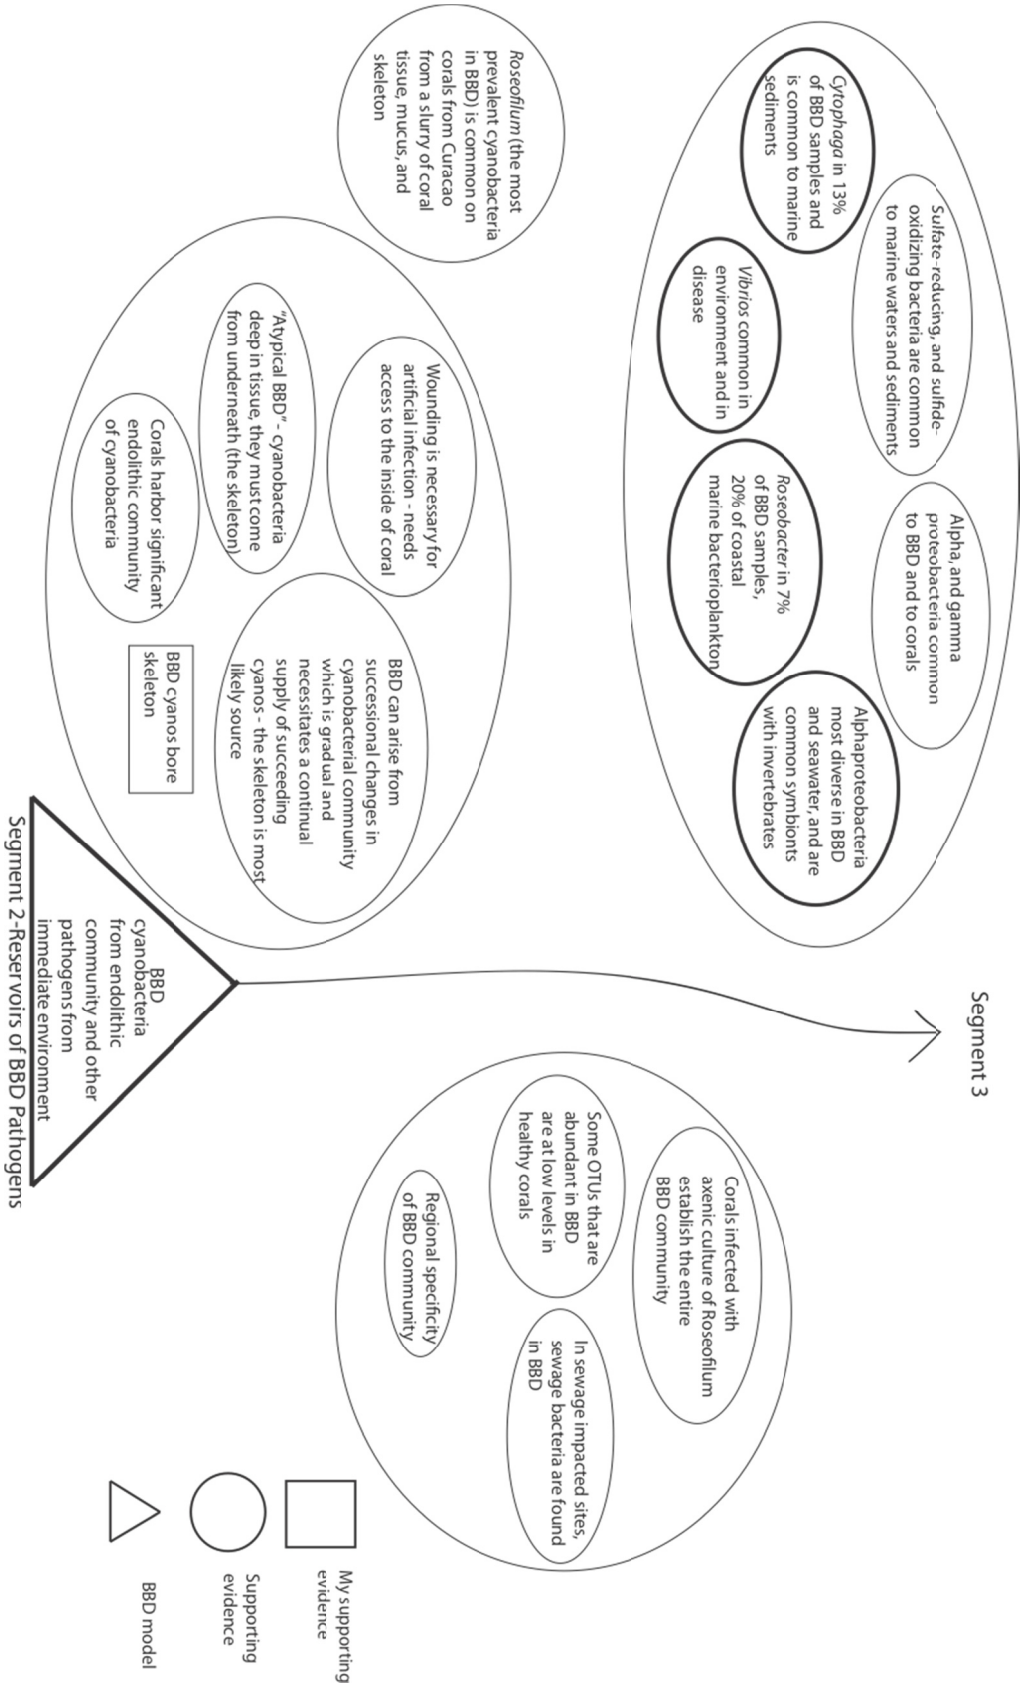 Segment 3
Sulfate-reducing, and sulfide-
oxidizing bacteria are common
to marine waters and sediments
Alpha, and gamma
proteobacteria common
to BBD and to corals
Cytophaga in 13%
of BBD samples and
is common to marine
sediments
Vibrios common in
environment and in
disease
Roseobacter in 7%
of BBD samples,
20% of coastal
marine bacterioplankton
Alphaproteobacteria
most diverse in BBD
and seawater, and are
common symbionts
with invertebrates
Roseofilum (the most
prevalent cyanobacteria
in BBD) is common on
corals from Curacao
from a slurry of coral
tissue, mucus, and
skeleton
Wounding is necessary for
artificial infection - needs
access to the inside of coral
"Atypical BBD" - cyanobacteria
deep in tissue, they must come
from underneath (the skeleton)
Corals harbor significant
endolithic community
of cyanobacteria
BBD can arise from
successional changes in
cyanobacterial community
which is gradual and
necessitates a continual
supply of succeeding
cyanos - the skeleton is most
likely source
BBD cyanos bore
skeleton
Corals infected with
axenic culture of Roseofilum
establish the entire
BBD community
Some OTUs that are
abundant in BBD
are at low levels in
healthy corals
In sewage impacted sites,
sewage bacteria are found
in BBD
Regional specificity
of BBD community
BBD
cyanobacteria
from endolithic
community and other
pathogens from
immediate environment
My supporting
evidence
Supporting
evidence
BBD model
Segment 2-Reservoirs of BBD Pathogens